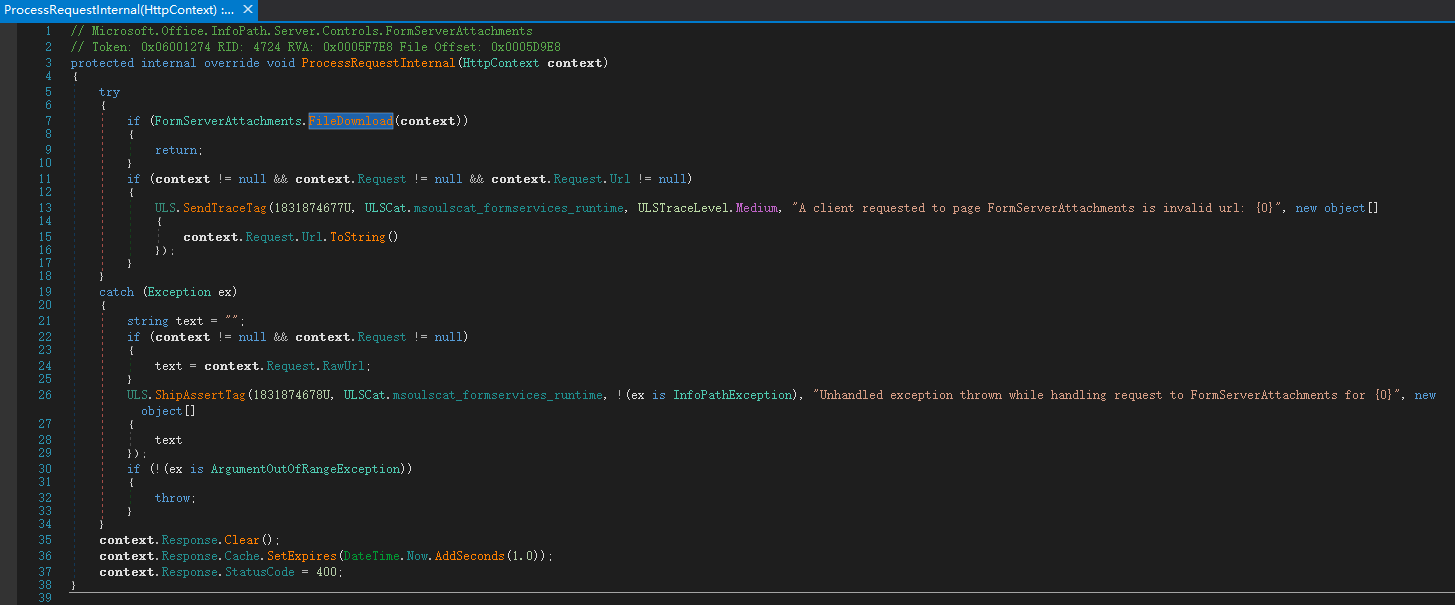 ProcessRequestInternal(HttpContext) :... ✕
1 // Microsoft.Office.InfoPath.Server.Controls.FormServerAttachments
2 // Token: 0x06001274 RID: 4724 RVA: 0x0005F7E8 File Offset: 0x0005D9E8
3 protected internal override void ProcessRequestInternal(HttpContext context)
4 {
5 try
6 {
7 if (FormServerAttachments.FileDownload(context))
8 {
9 return;
10 }
11 if (context != null && context.Request != null && context.Request.Url != null)
12 {
13 ULS.SendTraceTag(1831874677U, ULSCat.msoulscat_formservices_runtime, ULSTraceLevel.Medium, "A client requested to page FormServerAttachments is invalid url: {0}", new object[]
14 {
15 context.Request.Url.ToString()
16 });
17 }
18 }
19 catch (Exception ex)
20 {
21 string text = "";
22 if (context != null && context.Request != null)
23 {
24 text = context.Request.RawUrl;
25 }
26 ULS.ShipAssertTag(1831874678U, ULSCat.msoulscat_formservices_runtime, !(ex is InfoPathException), "Unhandled exception thrown while handling request to FormServerAttachments for {0}", new
object[]
27 {
28 text
29 });
30 if (!(ex is ArgumentOutOfRangeException))
31 {
32 throw;
33 }
34 }
35 context.Response.Clear();
36 context.Response.Cache.SetExpires(DateTime.Now.AddSeconds(1.0));
37 context.Response.StatusCode = 400;
38 }
39